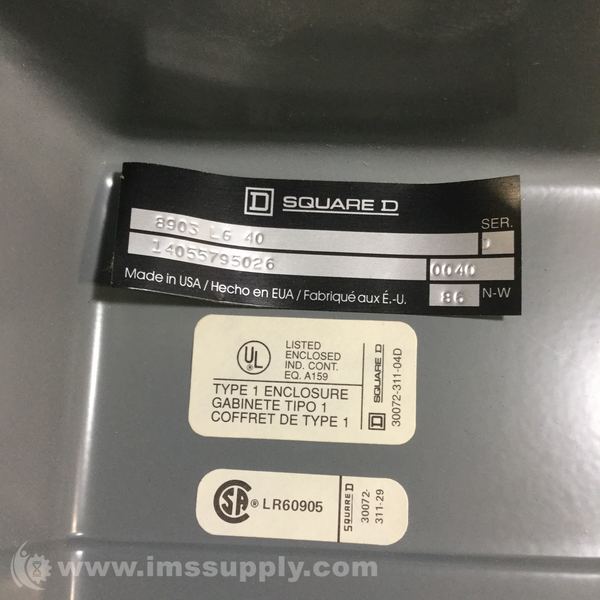 SQUARE D
8903 LG 40
SER.
14055795026
0040
Made in USA / Hecho en EUA / Fabriqué aux É.-U.
86
N-W
UL
LISTED
ENCLOSED
IND. CONT.
EQ. A159
TYPE 1 ENCLOSURE
GABINETE TIPO 1
COFFRET DE TYPE 1
SQUARE D
30072-311-04D
® LR60905
SQUARE D
30072-
311-29
www.imssupply.com